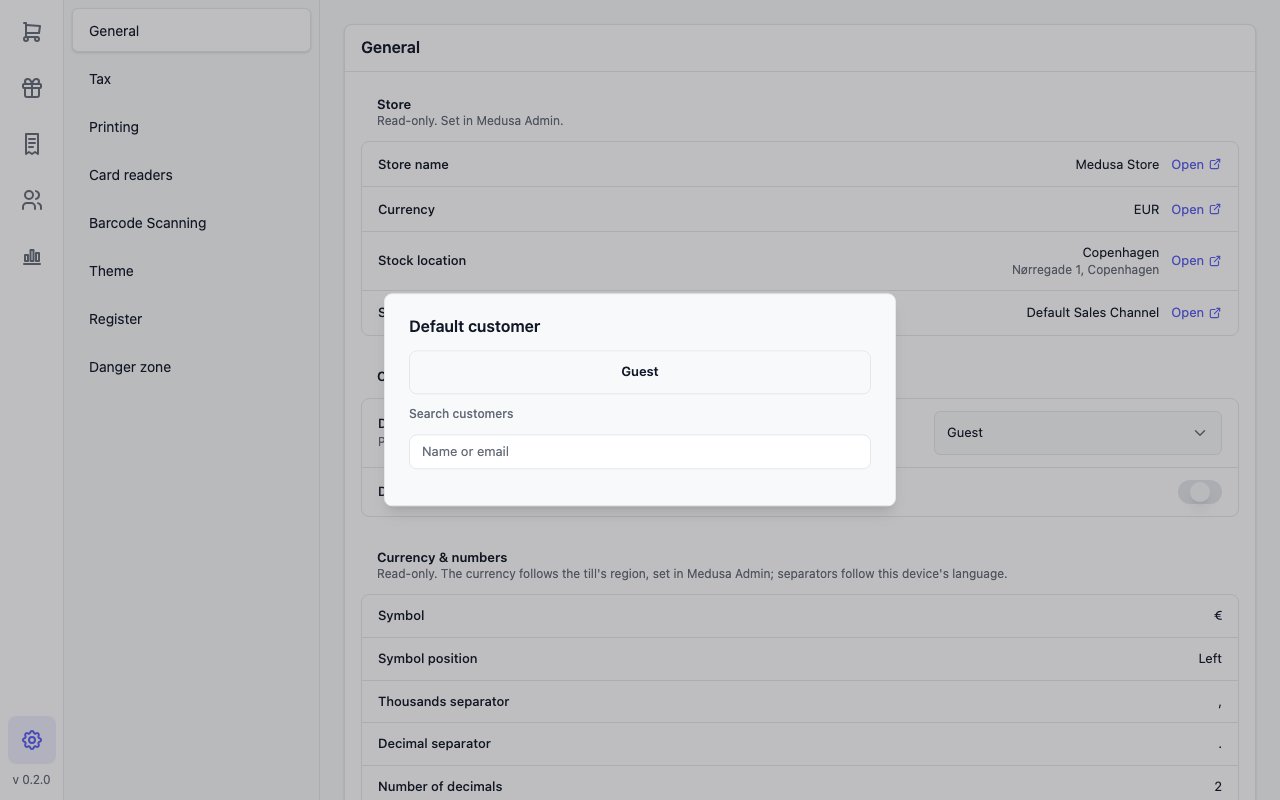 General
Tax
Printing
Card readers
Barcode Scanning
Theme
Register
Danger zone
v 0.2.0
General
Store
Read-only. Set in Medusa Admin.
Store name
Medusa Store
Open
Currency
EUR
Open
Stock location
Copenhagen
Nørregade 1, Copenhagen
Open
Default Sales Channel
Open
Default customer
Guest
Search customers
Name or email
Guest
Currency & numbers
Read-only. The currency follows the till's region, set in Medusa Admin; separators follow this device's language.
Symbol
€
Symbol position
Left
Thousands separator
,
Decimal separator
.
Number of decimals
2